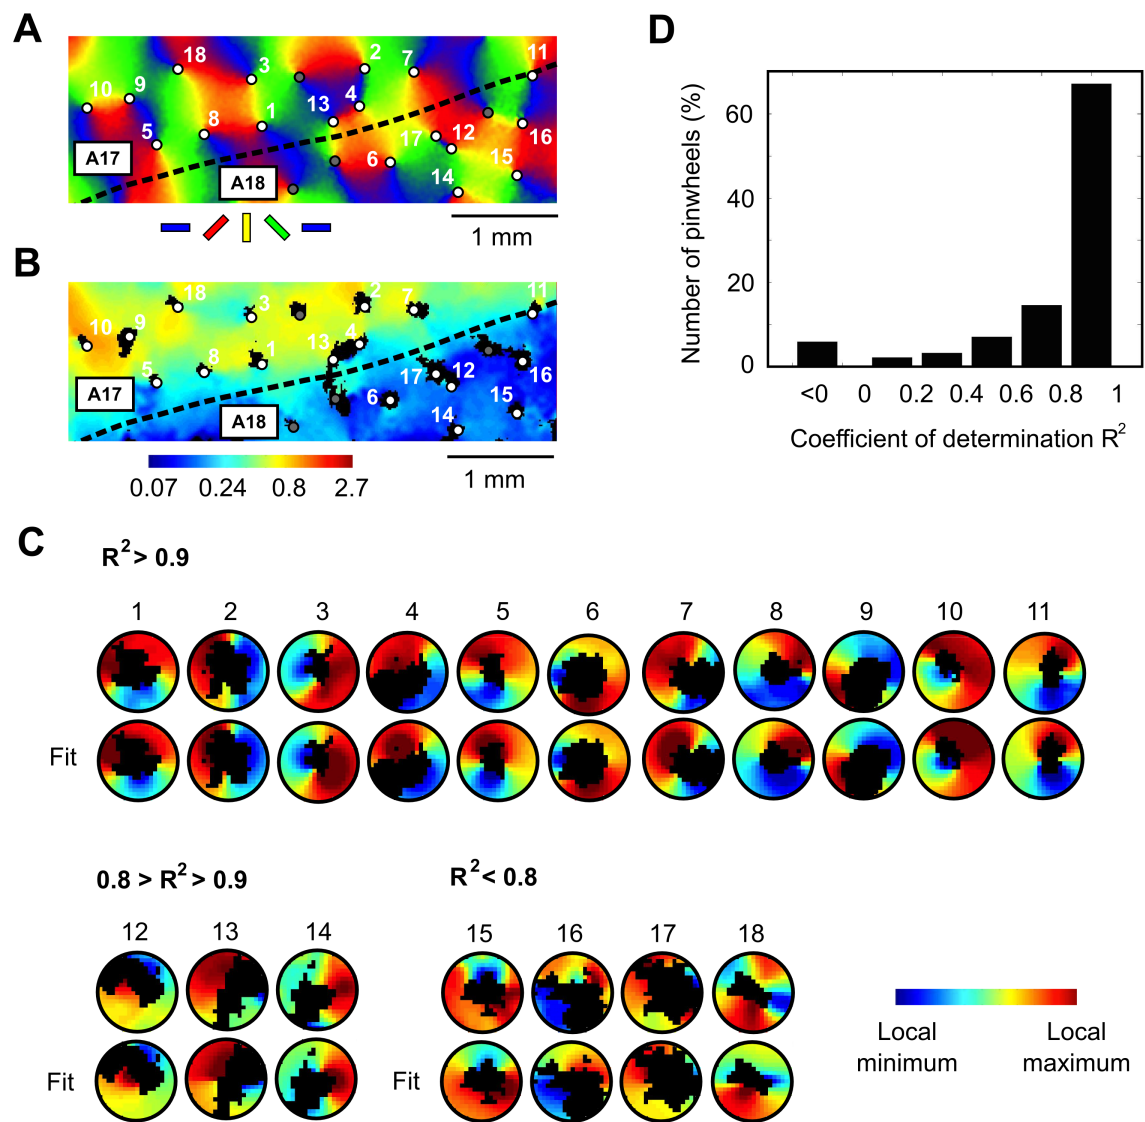 A
18
3
2
7
11
10
9
13
4
5
8
1
17
12
16
6
15
14
A17
A18
1 mm
B
18
3
2
7
11
10
9
13
4
5
8
1
17
12
16
6
15
14
A17
A18
0.07 0.24 0.8 2.7
1 mm
C
R² > 0.9
1 2 3 4 5 6 7 8 9 10 11
Fit
0.8 > R² > 0.9
12 13 14
Fit
R² < 0.8
15 16 17 18
Fit
Local minimum
Local maximum
D
Number of pinwheels (%)
60
40
20
0
<0 0 0.2 0.4 0.6 0.8 1
Coefficient of determination R²